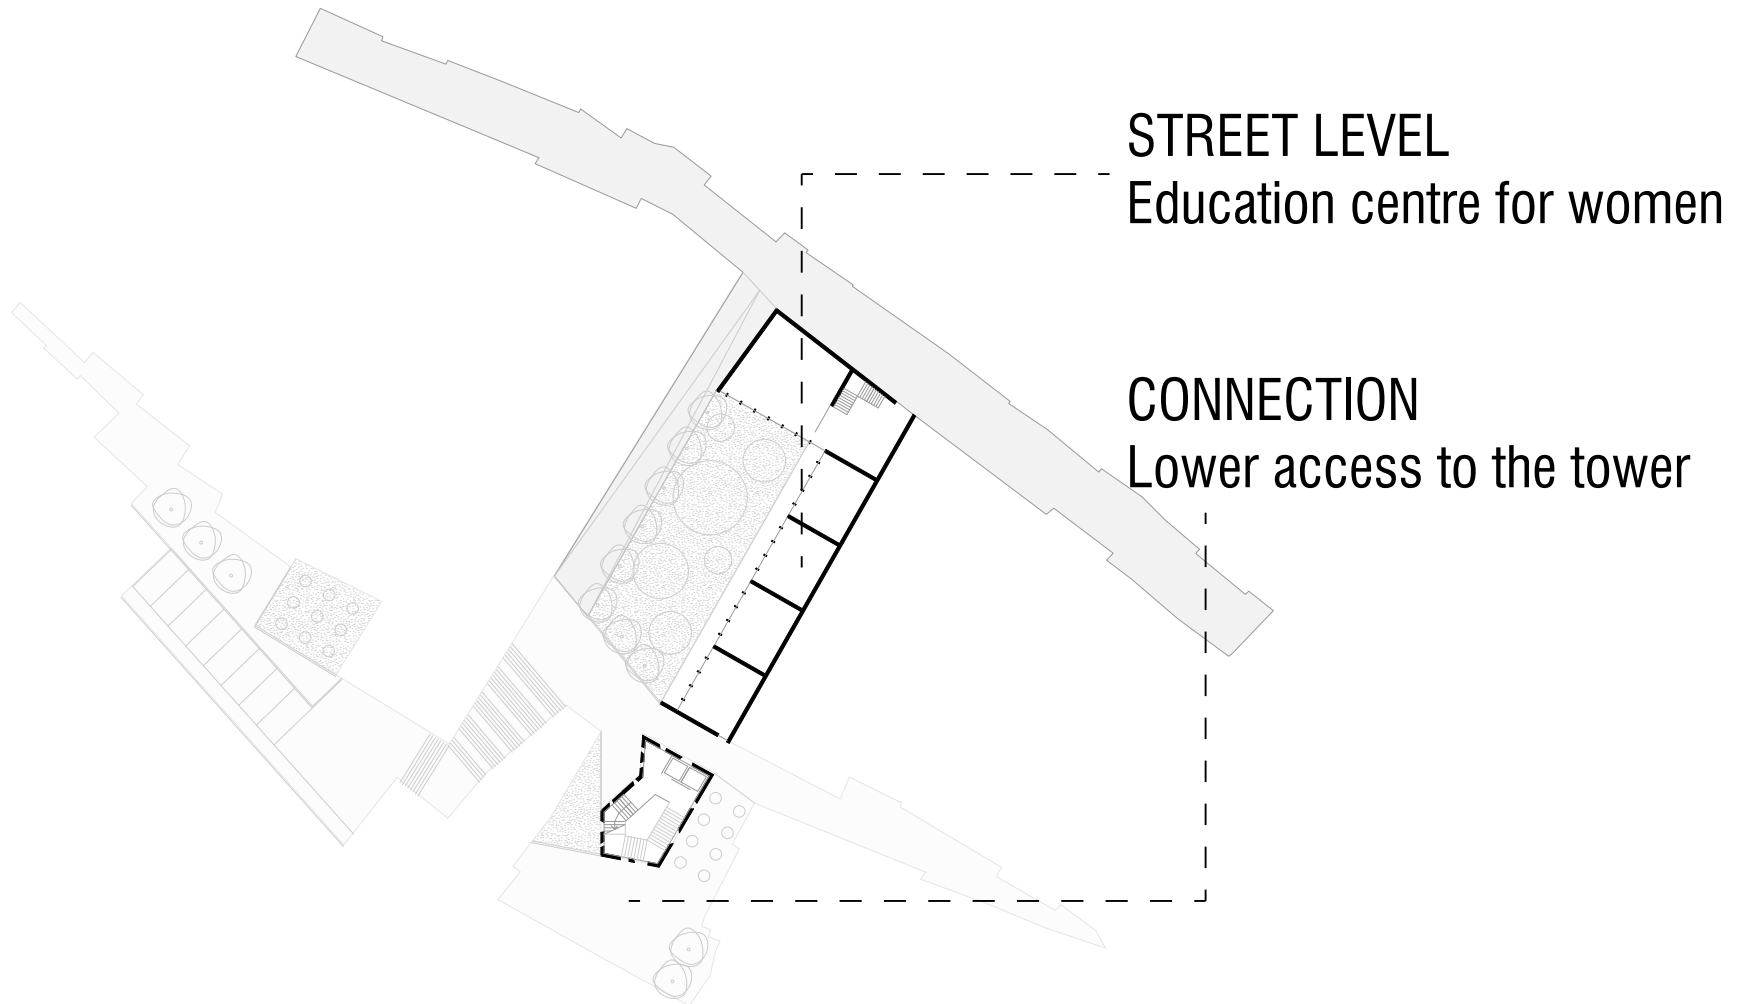 STREET LEVEL
Education centre for women
CONNECTION
Lower access to the tower